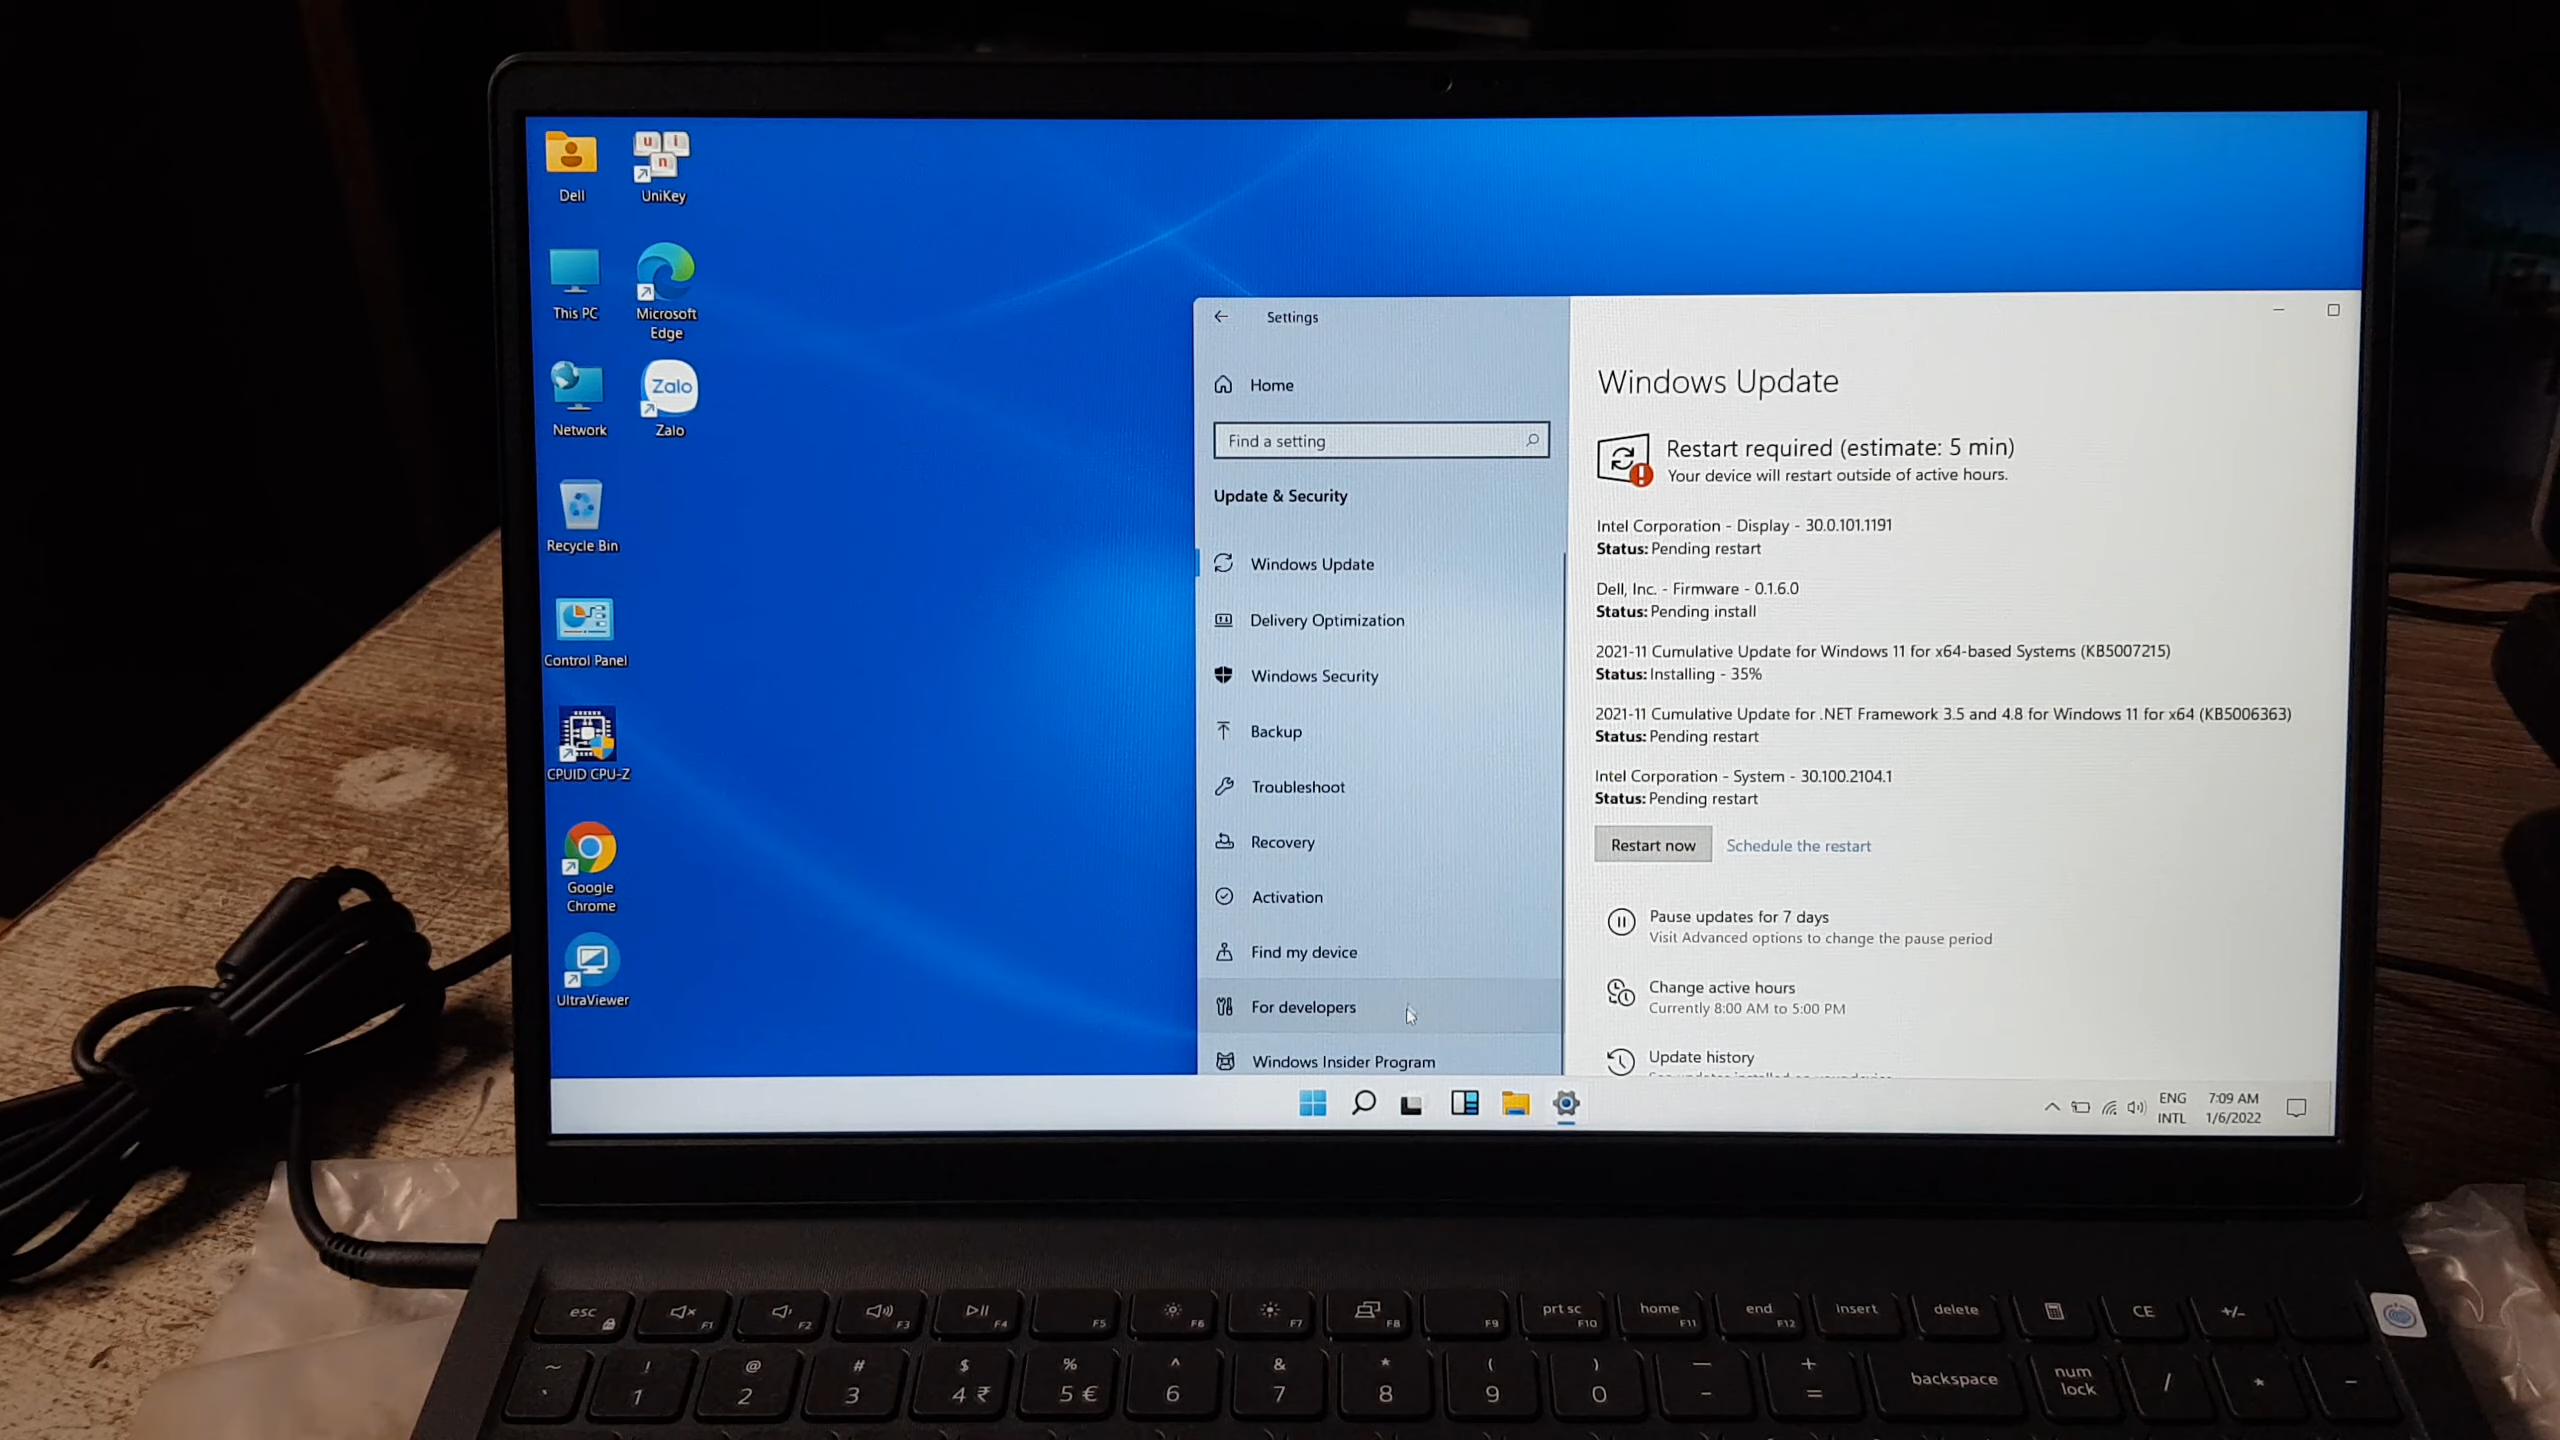 Dell
UniKey
This PC
Microsoft
Edge
Network
Zalo
Zalo
Recycle Bin
Control Panel
CPUID CPU-Z
Google
Chrome
UltraViewer
Settings
Home
Find a setting
Update & Security
Windows Update
Delivery Optimization
Windows Security
Backup
Troubleshoot
Recovery
Activation
Find my device
For developers
Windows Insider Program
Windows Update
Restart required (estimate: 5 min)
Your device will restart outside of active hours.
Intel Corporation - Display - 30.0.101.1191
Status: Pending restart
Dell, Inc. - Firmware - 0.1.6.0
Status: Pending install
2021-11 Cumulative Update for Windows 11 for x64-based Systems (KB5007215)
Status: Installing - 35%
2021-11 Cumulative Update for .NET Framework 3.5 and 4.8 for Windows 11 for x64 (KB5006363)
Status: Pending restart
Intel Corporation - System - 30.100.2104.1
Status: Pending restart
Restart now Schedule the restart
Pause updates for 7 days
Visit Advanced options to change the pause period
Change active hours
Currently 8:00 AM to 5:00 PM
Update history
ENG 7:09 AM
INTL 1/6/2022
esc F1 F2 F3 F4 F5 F6 F7 F8 F9 prt sc F10 home F11 end F12 insert delete CE +/-
~ ` ! 1 @ 2 # 3 $ 4 ₹ % 5 € ^ 6 & 7 * 8 ( 9 ) 0 — - + = backspace num lock / * -